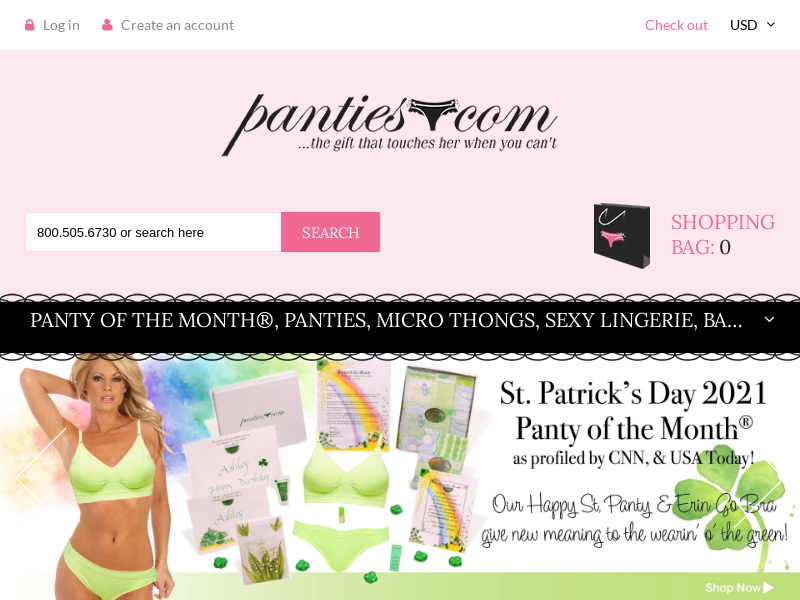 Log in
Create an account
Check out
USD
panties.com
...the gift that touches her when you can't
800.505.6730 or search here
SEARCH
SHOPPING
BAG: 0
PANTY OF THE MONTH®, PANTIES, MICRO THONGS, SEXY LINGERIE, BA...
panties com
Ashley
Happy Birthday
Ashley
St. Patrick's Day 2021
Panty of the Month®
as profiled by CNN, & USA Today!
Our Happy St. Panty & Erin Go Bra
give new meaning to the wearin' o' the green!
Shop Now